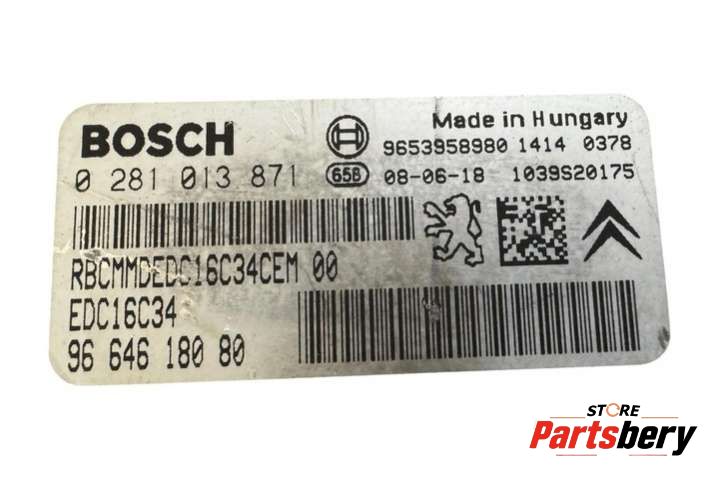 BOSCH
Made in Hungary
9653958980 1414 0378
0 281 013 871
658 08-06-18 1039S20175
RBCMMDEDC16C34CEM 00
EDC16C34
96 646 180 80
STORE
Partsbery